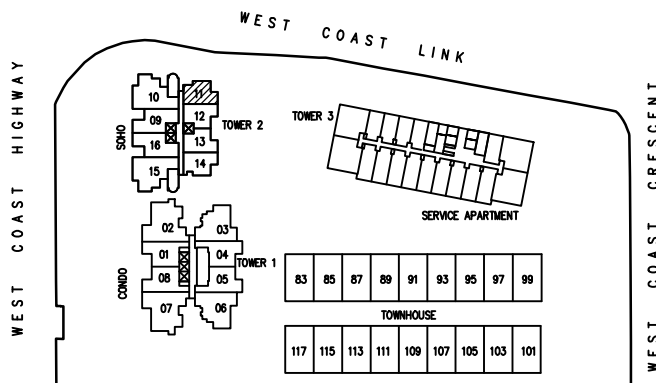 WEST COAST LINK
WEST COAST HIGHWAY
WEST COAST CRESCENT
10
11
09
12
SOHO
TOWER 2
16
13
15
14
TOWER 3
SERVICE APARTMENT
02
03
01
04
TOWER 1
CONDO
08
05
07
06
83 85 87 89 91 93 95 97 99
TOWNHOUSE
117 115 113 111 109 107 105 103 101